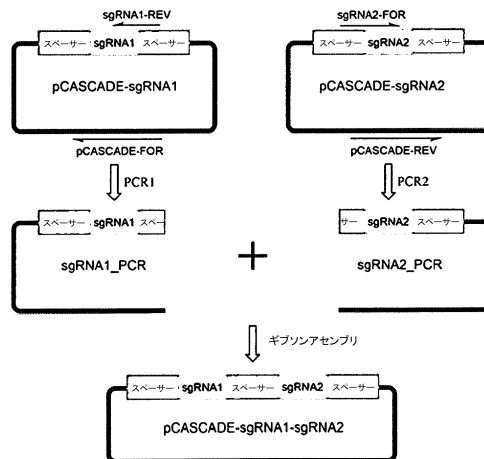 sgRNA1-REV
sgRNA2-FOR
スペーサー sgRNA1 スペーサー
スペーサー sgRNA2 スペーサー
pCASCADE-sgRNA1
pCASCADE-sgRNA2
pCASCADE-FOR
pCASCADE-REV
PCR1
PCR2
スペーサー sgRNA1 スペー
サー sgRNA2 スペーサー
sgRNA1_PCR
+
sgRNA2_PCR
ギブソンアセンブリ
スペーサー sgRNA1 スペーサー sgRNA2 スペーサー
pCASCADE-sgRNA1-sgRNA2